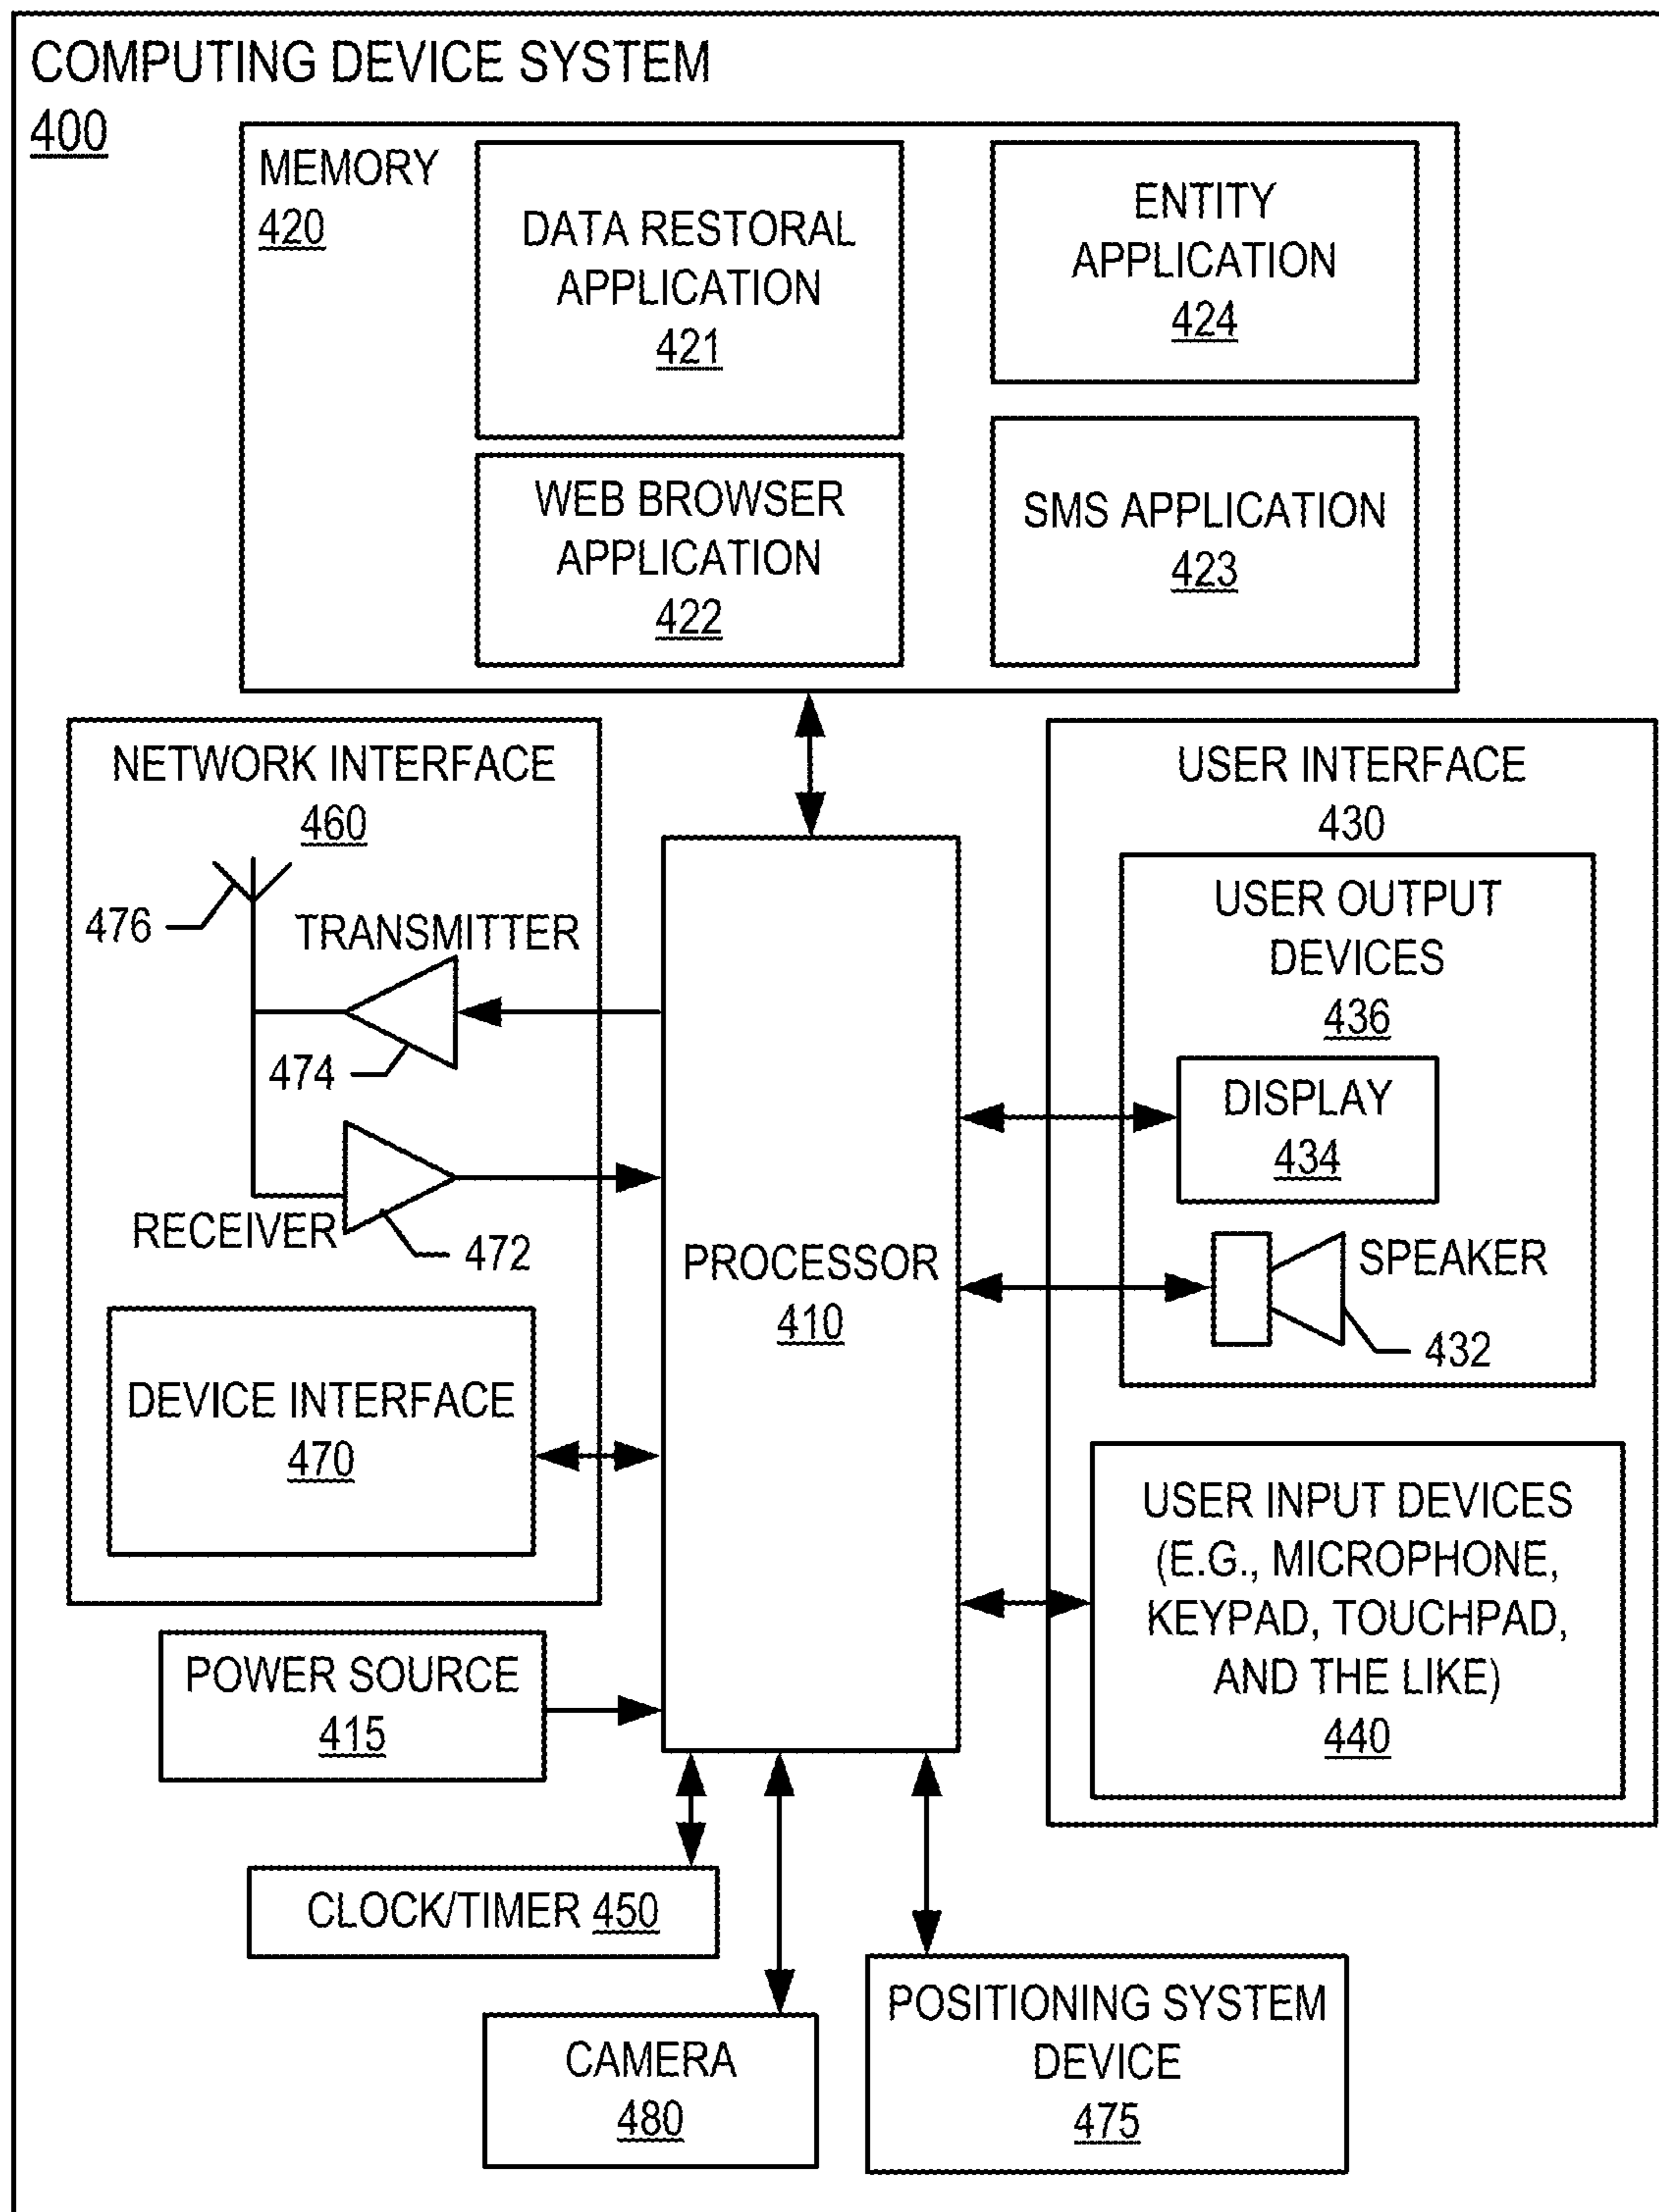 COMPUTING DEVICE SYSTEM
400
MEMORY
420
DATA RESTORAL
APPLICATION
421
ENTITY
APPLICATION
424
WEB BROWSER
APPLICATION
422
SMS APPLICATION
423
NETWORK INTERFACE
460
476
TRANSMITTER
474
RECEIVER
472
DEVICE INTERFACE
470
PROCESSOR
410
USER INTERFACE
430
USER OUTPUT
DEVICES
436
DISPLAY
434
SPEAKER
432
USER INPUT DEVICES
(E.G., MICROPHONE,
KEYPAD, TOUCHPAD,
AND THE LIKE)
440
POWER SOURCE
415
CLOCK/TIMER 450
CAMERA
480
POSITIONING SYSTEM
DEVICE
475